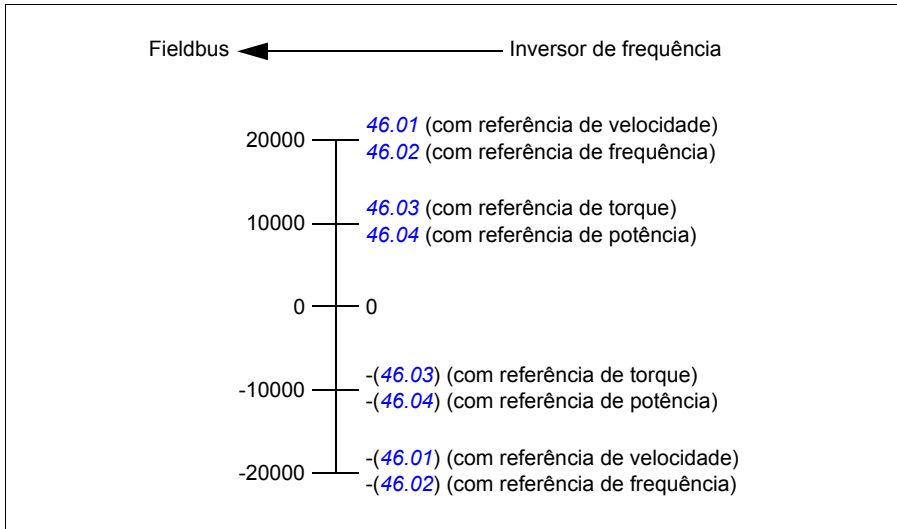 Fieldbus Inversor de frequência
46.01 (com referência de velocidade)
20000
46.02 (com referência de frequência)
46.03 (com referência de torque)
10000
46.04 (com referência de potência)
0 0
-(46.03) (com referência de torque)
-10000
-(46.04) (com referência de potência)
-(46.01) (com referência de velocidade)
-20000
-(46.02) (com referência de frequência)